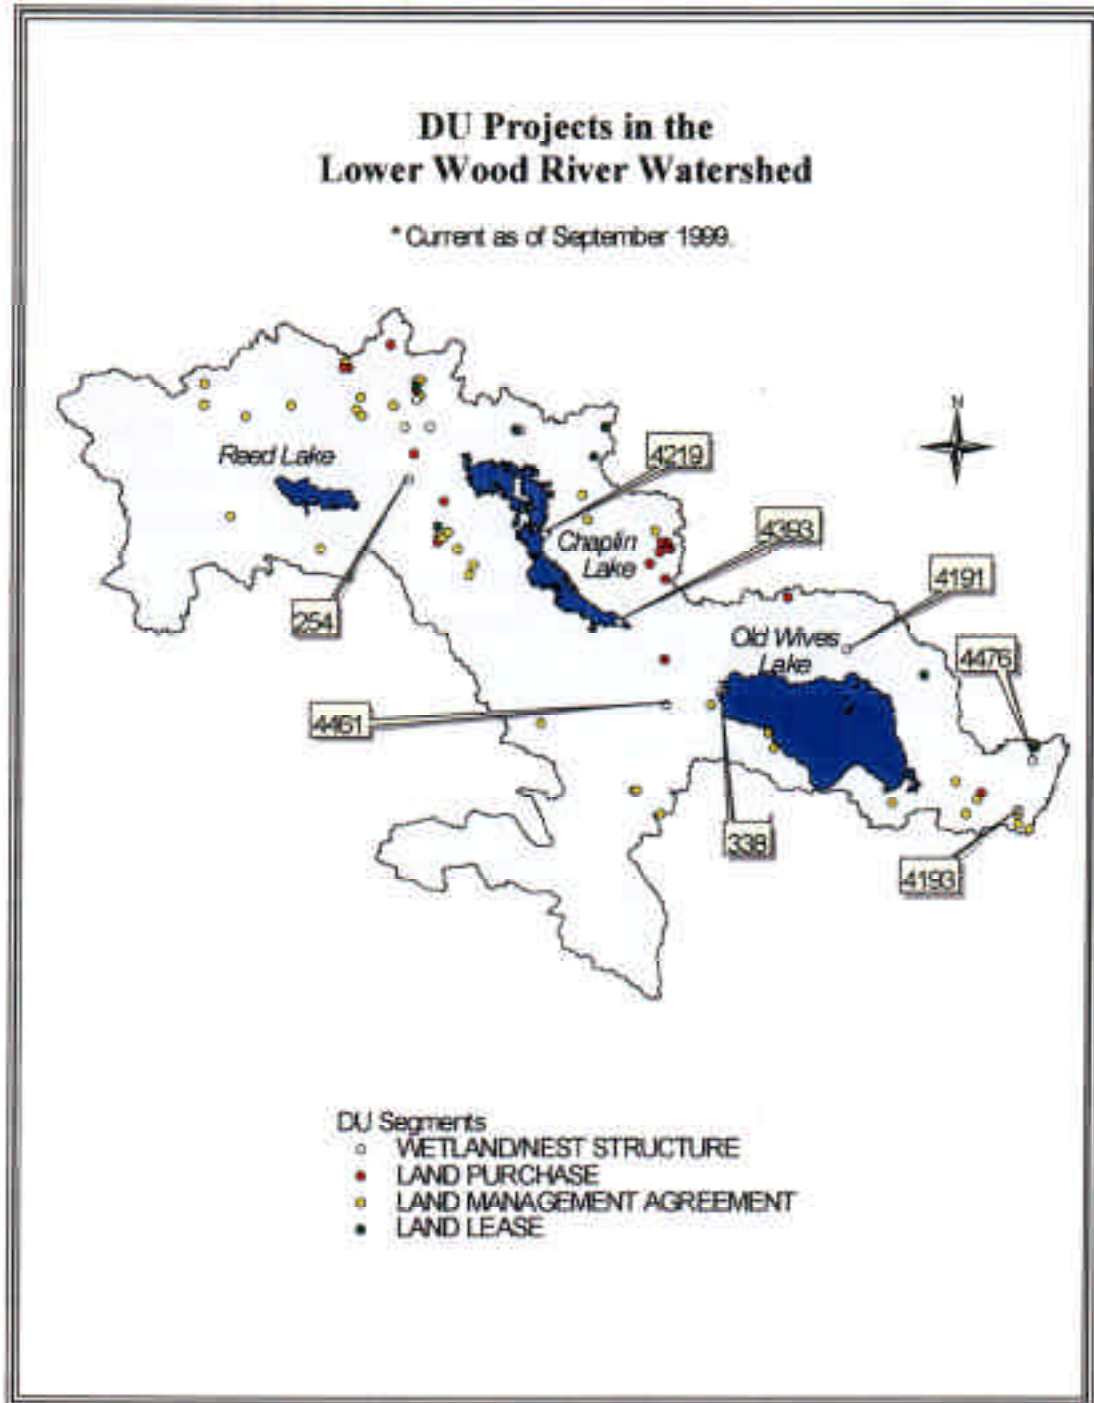 DU Projects in the
Lower Wood River Watershed
* Current as of September 1999.
N
Reed Lake
4219
Chaplin
Lake
4393
4191
254
Old Wives
Lake
4476
4461
338
4193
DU Segments
WETLAND/NEST STRUCTURE
LAND PURCHASE
LAND MANAGEMENT AGREEMENT
LAND LEASE